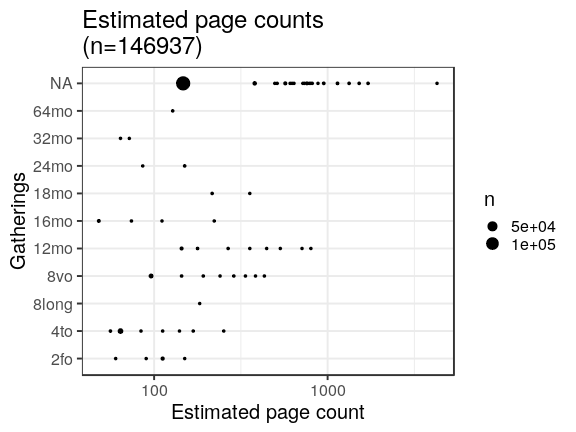 Estimated page counts
(n=146937)
NA
64mo
32mo
24mo
18mo
16mo
12mo
8vo
8long
4to
2fo
Gatherings
100
1000
Estimated page count
n
5e+04
1e+05